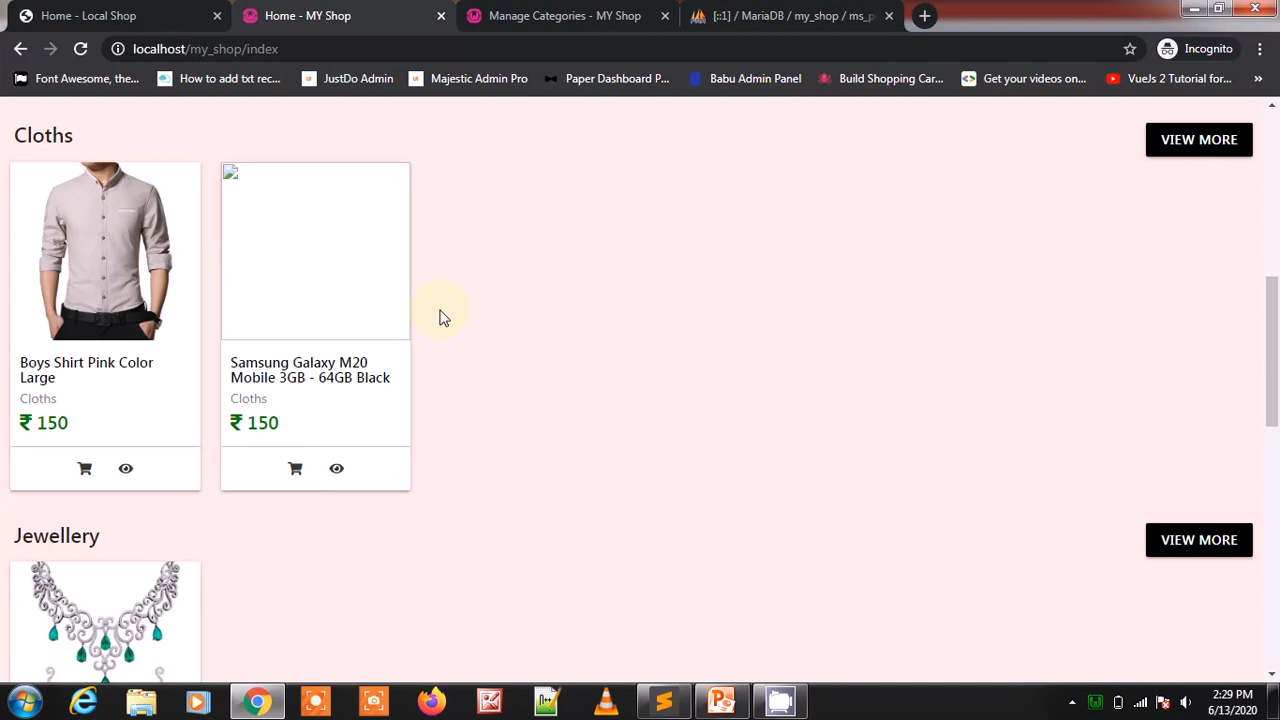 Home - Local Shop
Home - MY Shop
Manage Categories - MY Shop
[::1] / MariaDB / my_shop / ms_p
localhost/my_shop/index
Incognito
Font Awesome, the...
How to add txt rec...
JustDo Admin
Majestic Admin Pro
Paper Dashboard P...
Babu Admin Panel
Build Shopping Car...
Get your videos on...
VueJs 2 Tutorial for...
Cloths
VIEW MORE
Boys Shirt Pink Color
Large
Cloths
₹ 150
Samsung Galaxy M20
Mobile 3GB - 64GB Black
Cloths
₹ 150
Jewellery
VIEW MORE
2:29 PM
6/13/2020